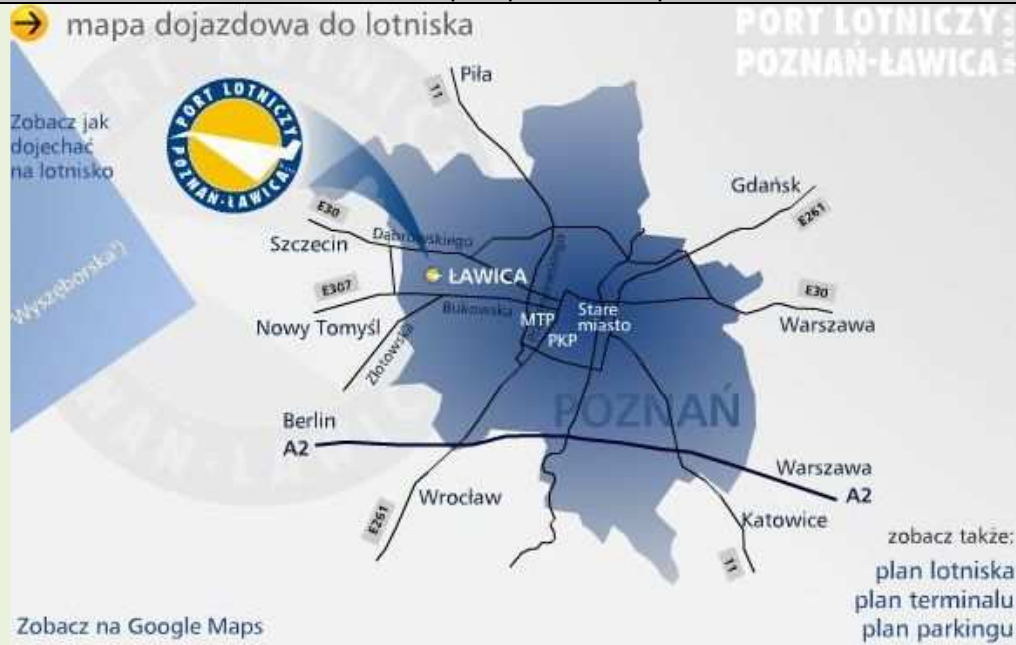 mapa dojazdowa do lotniska
PORT LOTNICZY
POZNAŃ-ŁAWICA
sp. z o.o.
Zobacz jak
dojechać
na lotnisko
PORT LOTNICZY
POZNAŃ-ŁAWICA
11
Piła
Gdańsk
E261
E30
Szczecin
Dąbrowskiego
ŁAWICA
E307
Bukowska
Nowy Tomyśl
MTP
PKP
Stare
miasto
E30
Warszawa
Złotowska
POZNAŃ
Berlin
A2
Warszawa
A2
Wrocław
E261
Katowice
11
zobacz także:
plan lotniska
plan terminalu
plan parkingu
Zobacz na Google Maps